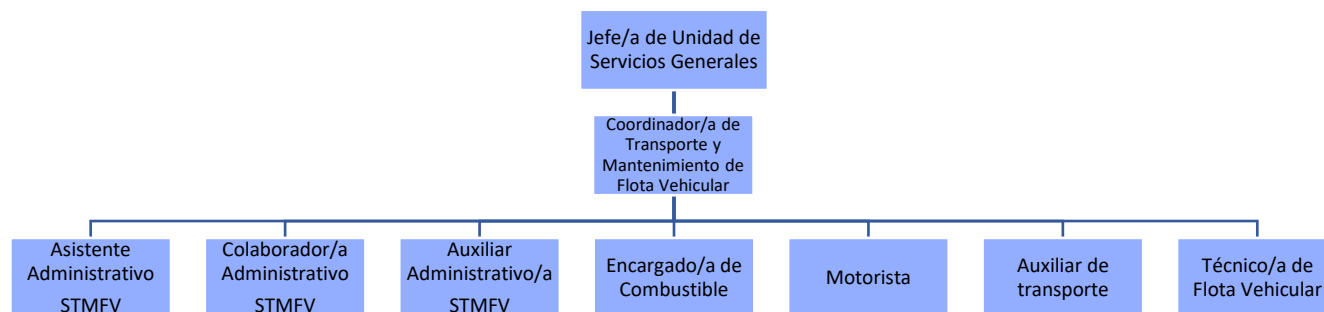 Jefe/a de Unidad de
Servicios Generales
Coordinador/a de
Transporte y
Mantenimiento de
Flota Vehicular
Asistente
Administrativo
STMFV
Colaborador/a
Administrativo
STMFV
Auxiliar
Administrativo/a
STMFV
Encargado/a de
Combustible
Motorista
Auxiliar de
transporte
Técnico/a de
Flota Vehicular